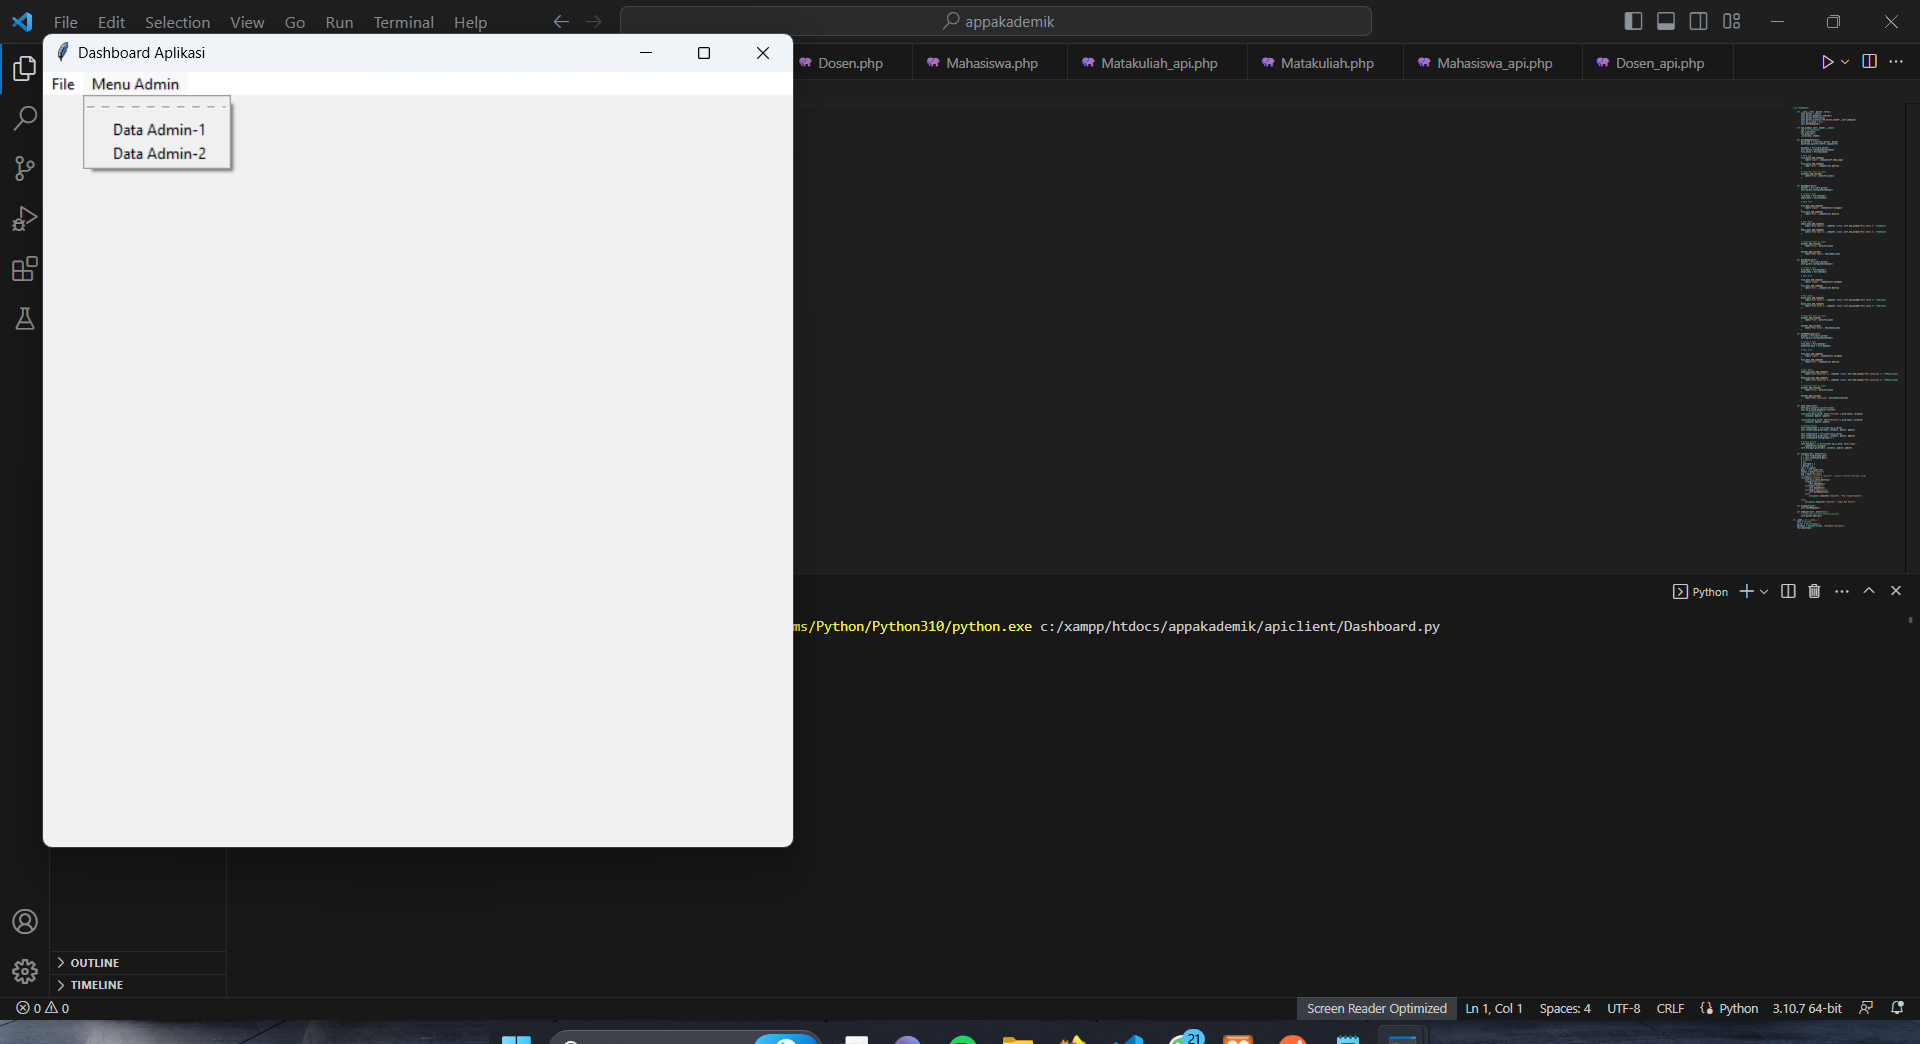 File Edit Selection View Go Run Terminal Help
appakademik
Dashboard Aplikasi
File Menu Admin
Data Admin-1
Data Admin-2
Dosen.php Mahasiswa.php Matakuliah_api.php Matakuliah.php Mahasiswa_api.php Dosen_api.php
Python
ms/Python/Python310/python.exe c:/xampp/htdocs/appakademik/apiclient/Dashboard.py
OUTLINE
TIMELINE
0 0
Screen Reader Optimized Ln 1, Col 1 Spaces: 4 UTF-8 CRLF Python 3.10.7 64-bit
21